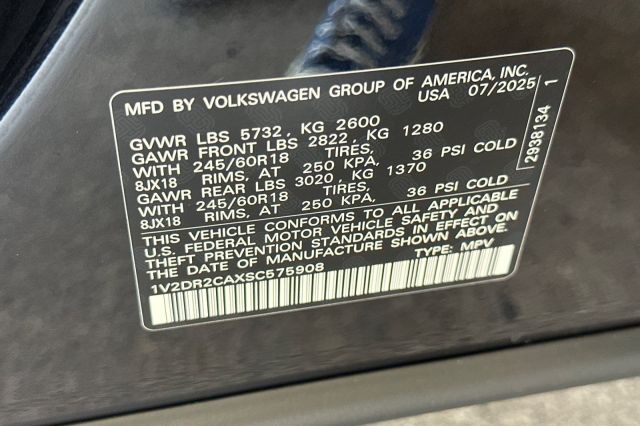 MFD BY VOLKSWAGEN GROUP OF AMERICA, INC.
USA 07/2025
GVWR LBS 5732, KG 2600
GAWR FRONT LBS 2822, KG 1280
WITH 245/60R18 TIRES,
8JX18 RIMS, AT 250 KPA, 36 PSI COLD
GAWR REAR LBS 3020, KG 1370
WITH 245/60R18 TIRES,
8JX18 RIMS, AT 250 KPA, 36 PSI COLD
THIS VEHICLE CONFORMS TO ALL APPLICABLE
U.S. FEDERAL MOTOR VEHICLE SAFETY AND
THEFT PREVENTION STANDARDS IN EFFECT ON
THE DATE OF MANUFACTURE SHOWN ABOVE.
1V2DR2CAXSC575908 TYPE: MPV
2938134 1